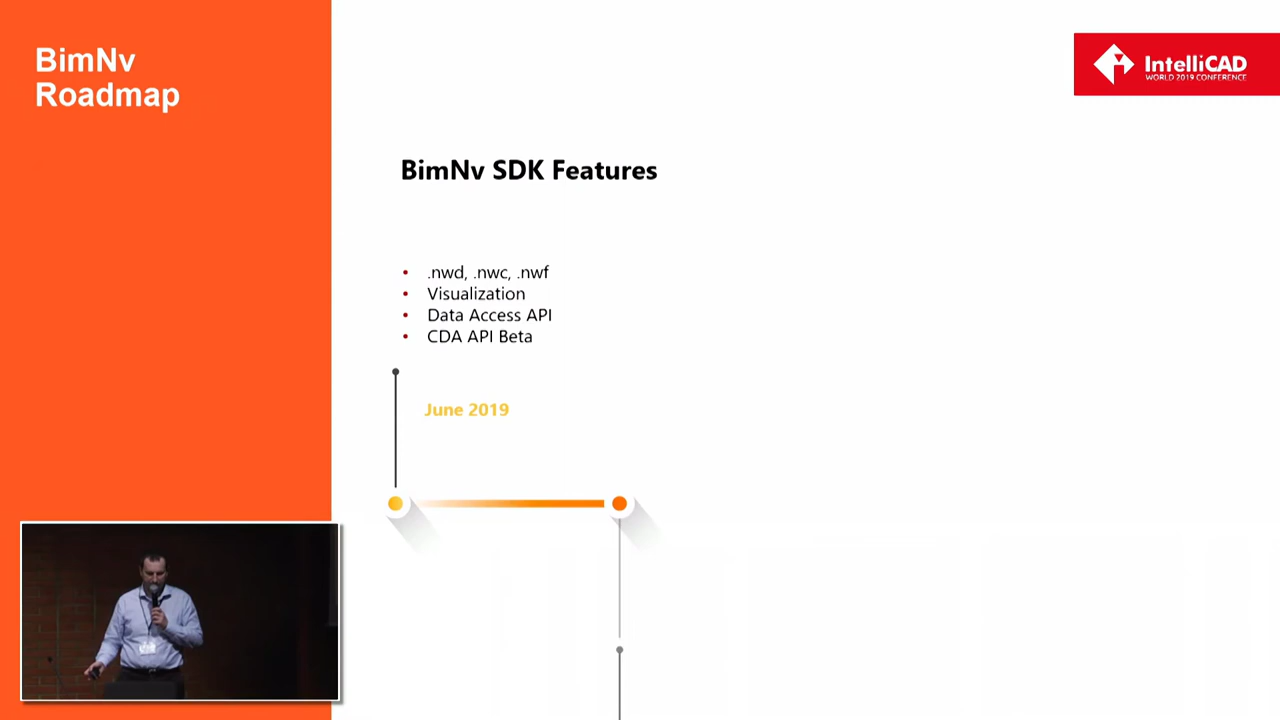 BimNv
Roadmap
IntelliCAD
WORLD 2019 CONFERENCE
BimNv SDK Features
• .nwd, .nwc, .nwf
• Visualization
• Data Access API
• CDA API Beta
June 2019